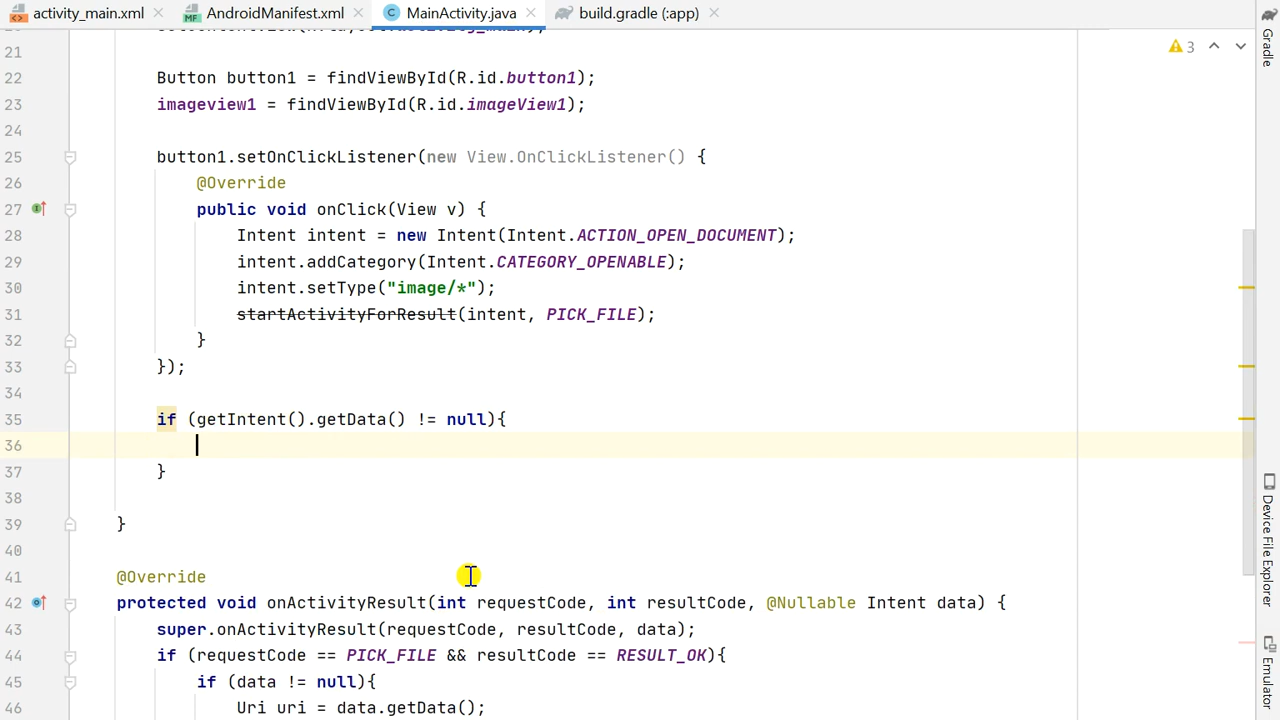 activity_main.xml AndroidManifest.xml MainActivity.java build.gradle (:app)
21
22 Button button1 = findViewById(R.id.button1);
23 imageview1 = findViewById(R.id.imageView1);
24
25 button1.setOnClickListener(new View.OnClickListener() {
26 @Override
27 public void onClick(View v) {
28 Intent intent = new Intent(Intent.ACTION_OPEN_DOCUMENT);
29 intent.addCategory(Intent.CATEGORY_OPENABLE);
30 intent.setType("image/*");
31 startActivityForResult(intent, PICK_FILE);
32 }
33 });
34
35 if (getIntent().getData() != null){
36
37 }
38
39 }
40
41 @Override
42 protected void onActivityResult(int requestCode, int resultCode, @Nullable Intent data) {
43 super.onActivityResult(requestCode, resultCode, data);
44 if (requestCode == PICK_FILE && resultCode == RESULT_OK){
45 if (data != null){
46 Uri uri = data.getData();
3
Gradle
Device File Explorer
Emulator